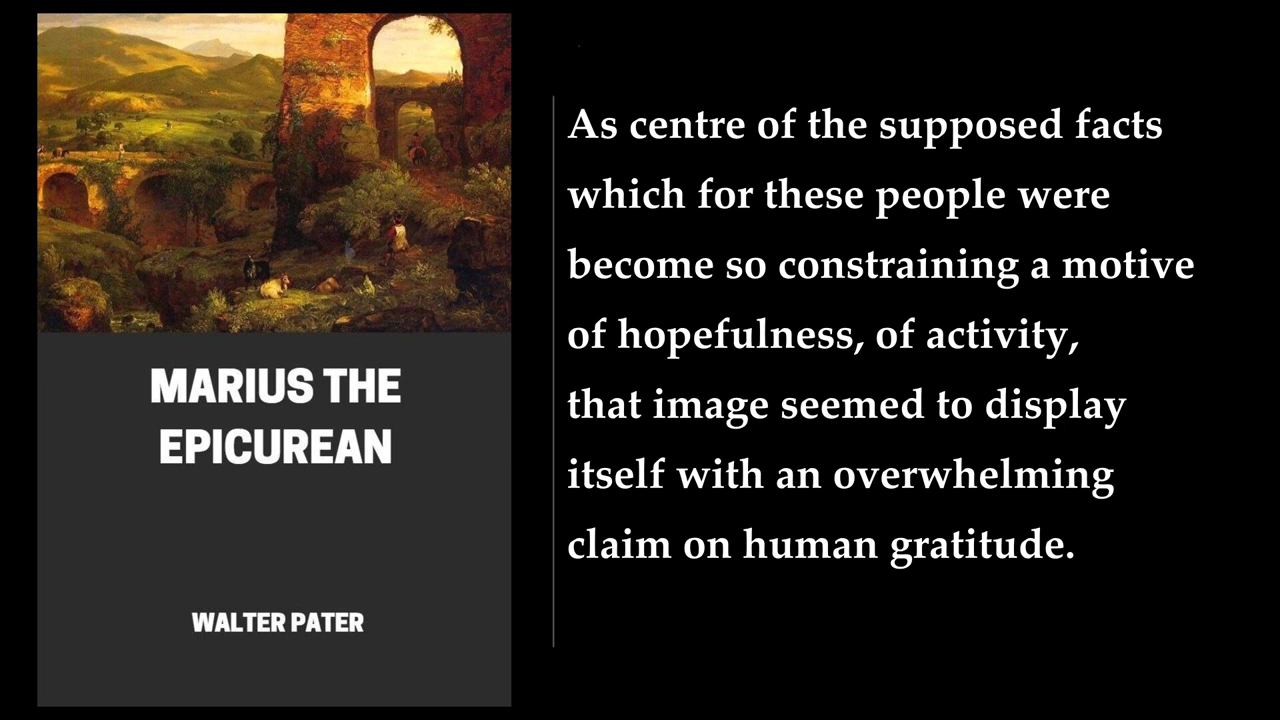 MARIUS THE
EPICUREAN
WALTER PATER
As centre of the supposed facts
which for these people were
become so constraining a motive
of hopefulness, of activity,
that image seemed to display
itself with an overwhelming
claim on human gratitude.